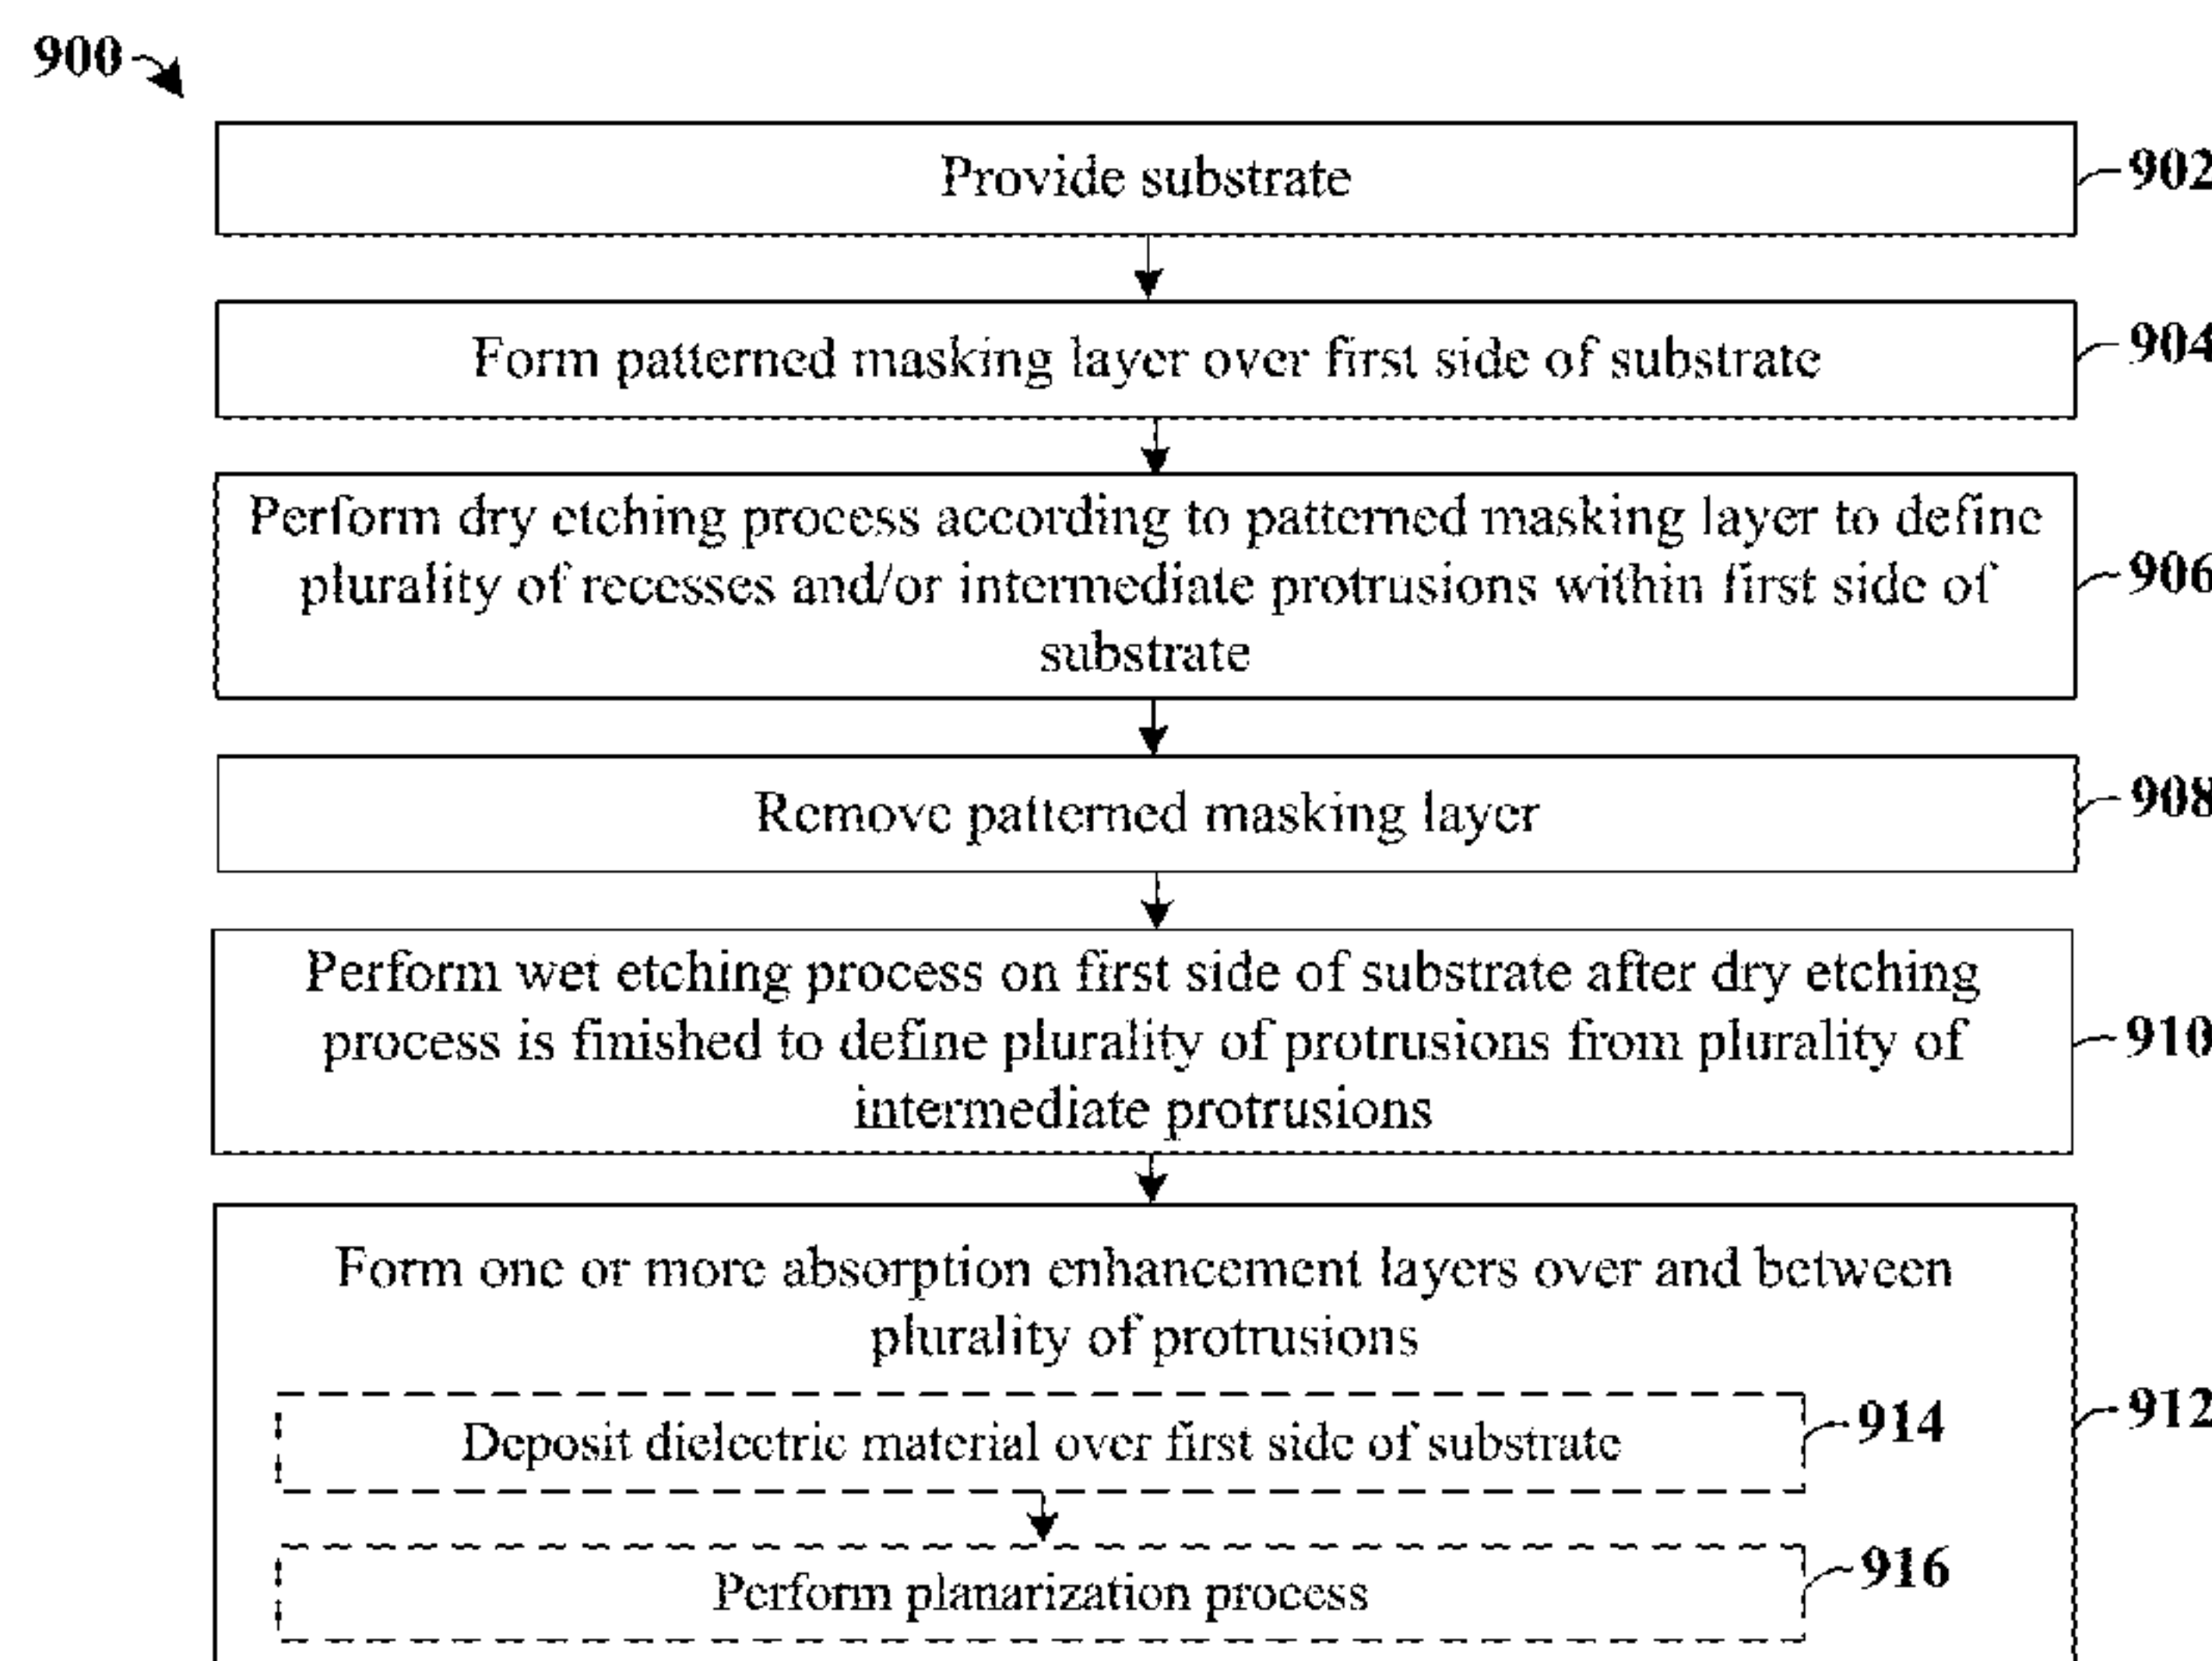 900
Provide substrate
902
Form patterned masking layer over first side of substrate
904
Perform dry etching process according to patterned masking layer to define
plurality of recesses and/or intermediate protrusions within first side of
substrate
906
Remove patterned masking layer
908
Perform wet etching process on first side of substrate after dry etching
process is finished to define plurality of protrusions from plurality of
intermediate protrusions
910
Form one or more absorption enhancement layers over and between
plurality of protrusions
912
Deposit dielectric material over first side of substrate
914
Perform planarization process
916